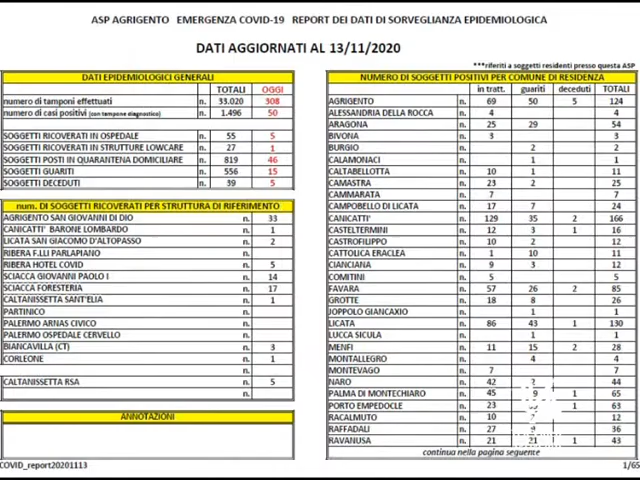 ASP AGRIGENTO EMERGENZA COVID-19 REPORT DEI DATI DI SORVEGLIANZA EPIDEMIOLOGICA
DATI AGGIORNATI AL 13/11/2020
***riferiti a soggetti residenti presso questa ASP
DATI EPIDEMIOLOGICI GENERALI
TOTALI OGGI
numero di tamponi effettuati n. 33.020 308
numero di casi positivi (con tampone diagnostico) n. 1.496 50
SOGGETTI RICOVERATI IN OSPEDALE n. 55 5
SOGGETTI RICOVERATI IN STRUTTURE LOWCARE n. 27 1
SOGGETTI POSTI IN QUARANTENA DOMICILIARE n. 819 46
SOGGETTI GUARITI n. 556 15
SOGGETTI DECEDUTI n. 39 5
num. DI SOGGETTI RICOVERATI PER STRUTTURA DI RIFERIMENTO
AGRIGENTO SAN GIOVANNI DI DIO n. 33
CANICATTI' BARONE LOMBARDO n. 1
LICATA SAN GIACOMO D'ALTOPASSO n. 2
RIBERA F.LLI PARLAPIANO n.
RIBERA HOTEL COVID n. 5
SCIACCA GIOVANNI PAOLO I n. 14
SCIACCA FORESTERIA n. 17
CALTANISSETTA SANT'ELIA n. 1
PARTINICO n.
PALERMO ARNAS CIVICO n.
PALERMO OSPEDALE CERVELLO n.
BIANCAVILLA (CT) n. 3
CORLEONE n. 1
CALTANISSETTA RSA n. 5
ANNOTAZIONI
NUMERO DI SOGGETTI POSITIVI PER COMUNE DI RESIDENZA
in tratt. guariti deceduti TOTALI
AGRIGENTO n. 69 50 5 124
ALESSANDRIA DELLA ROCCA n. 4 4
ARAGONA n. 25 29 54
BIVONA n. 3 3
BURGIO n. 2 2
CALAMONACI n. 1 1
CALTABELLOTTA n. 10 1 11
CAMASTRA n. 23 2 25
CAMMARATA n. 7 7
CAMPOBELLO DI LICATA n. 17 7 24
CANICATTI' n. 129 35 2 166
CASTELTERMINI n. 12 3 1 16
CASTROFILIPPO n. 10 2 12
CATTOLICA ERACLEA n. 1 10 11
CIANCIANA n. 9 3 12
COMITINI n. 5 5
FAVARA n. 57 26 2 85
GROTTE n. 18 8 26
JOPPOLO GIANCAXIO n. 1 1
LICATA n. 86 43 1 130
LUCCA SICULA n. 1 1
MENFI n. 11 15 2 28
MONTALLEGRO n. 4 4
MONTEVAGO n. 7 7
NARO n. 42 44
PALMA DI MONTECHIARO n. 45 1 65
PORTO EMPEDOCLE n. 23 1 63
RACALMUTO n. 10 12
RAFFADALI n. 27 36
RAVANUSA n. 21 21 1 43
continua nella pagina seguente
COVID_report20201113 1/65